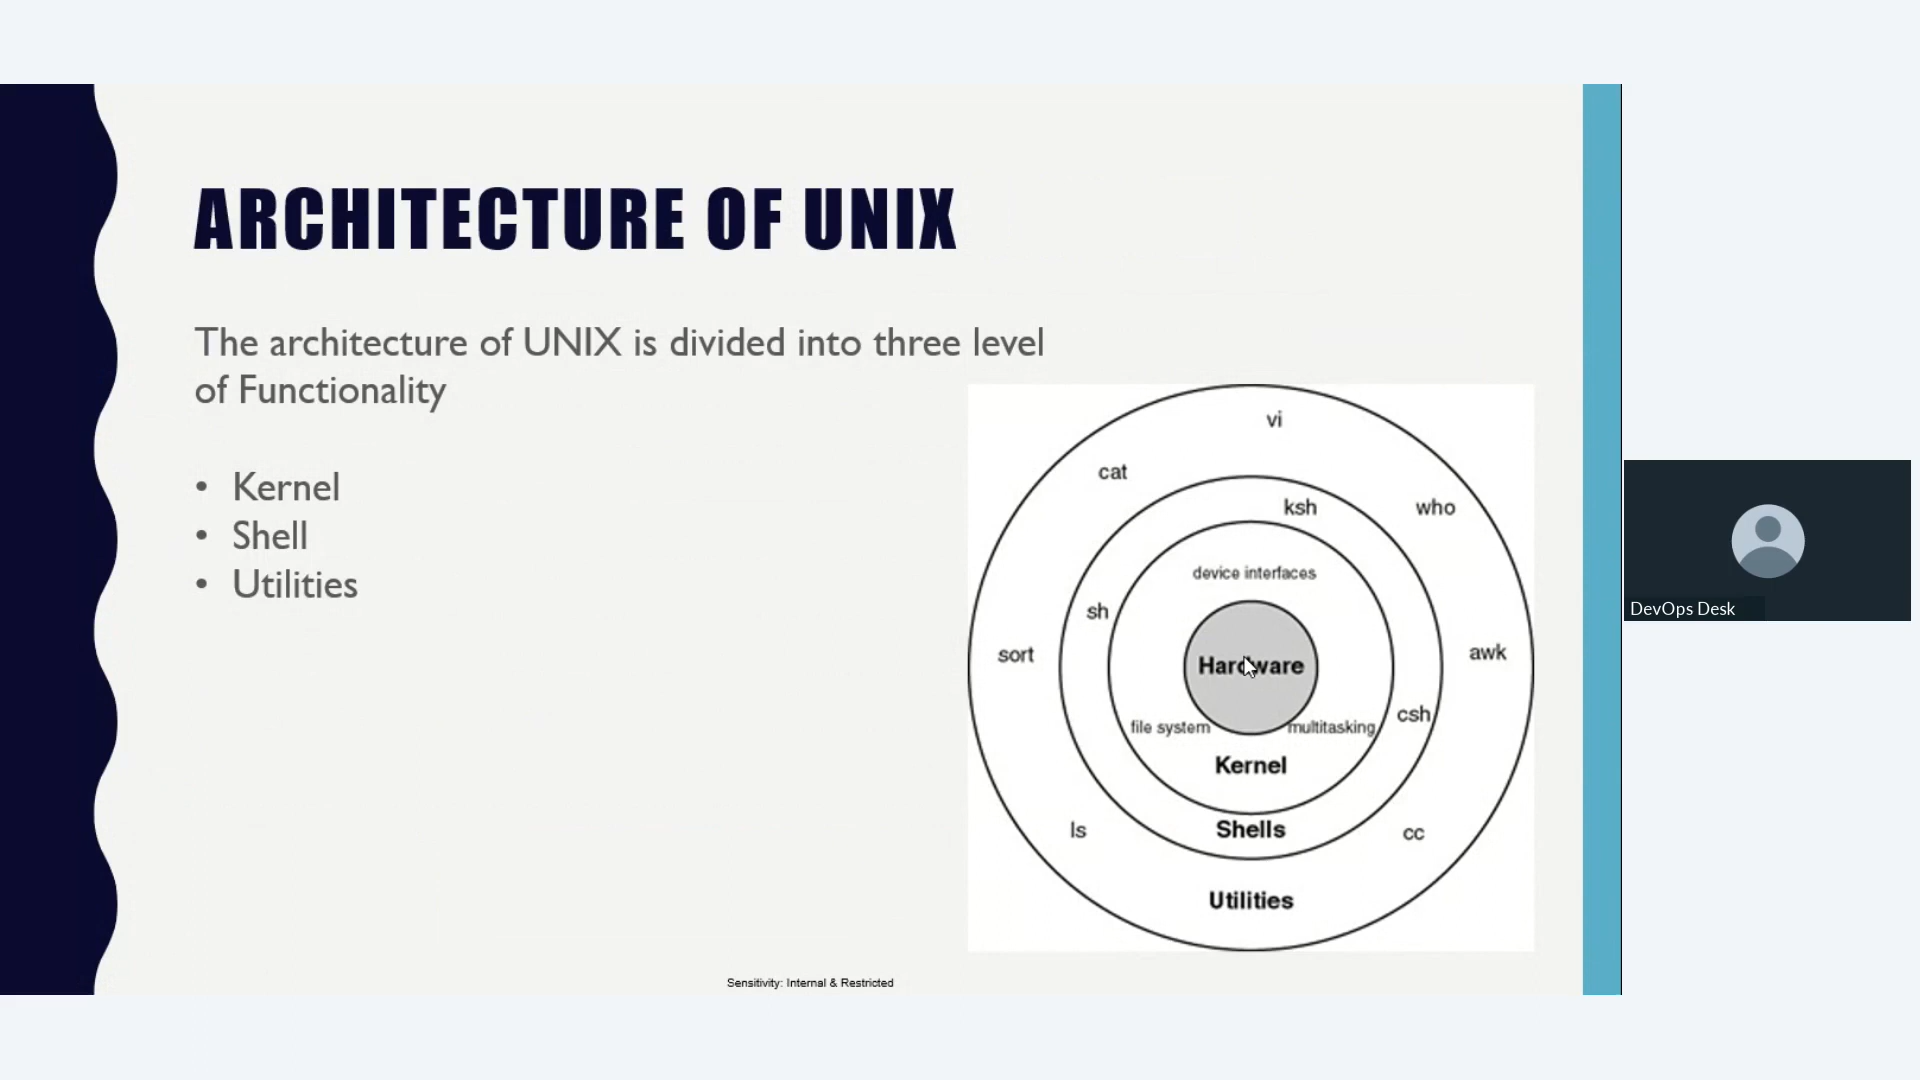 ARCHITECTURE OF UNIX
The architecture of UNIX is divided into three level
of Functionality
• Kernel
• Shell
• Utilities
vi
cat
ksh
who
device interfaces
sh
sort
Hardware
awk
csh
file system
multitasking
Kernel
ls
Shells
cc
Utilities
Sensitivity: Internal & Restricted
DevOps Desk